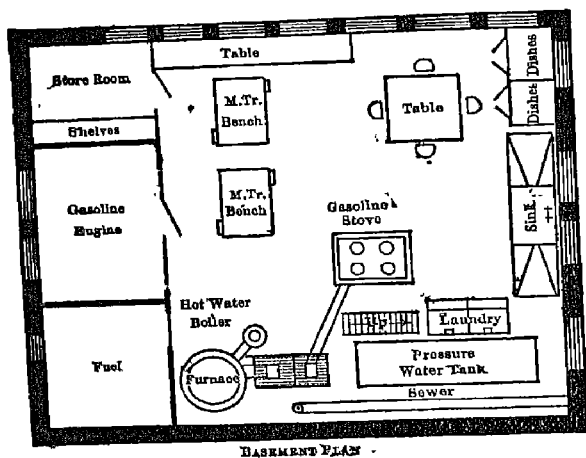 Table
Store Room
Dishes
Dishes
M.Tr.
Bench
Table
Shelves
M.Tr.
Bench
Gasoline
Engine
Gasoline
Stove
Sink
Hot Water
Boiler
Up
Laundry
Fuel
Furnace
Pressure
Water Tank
Sewer
BASEMENT PLAN.